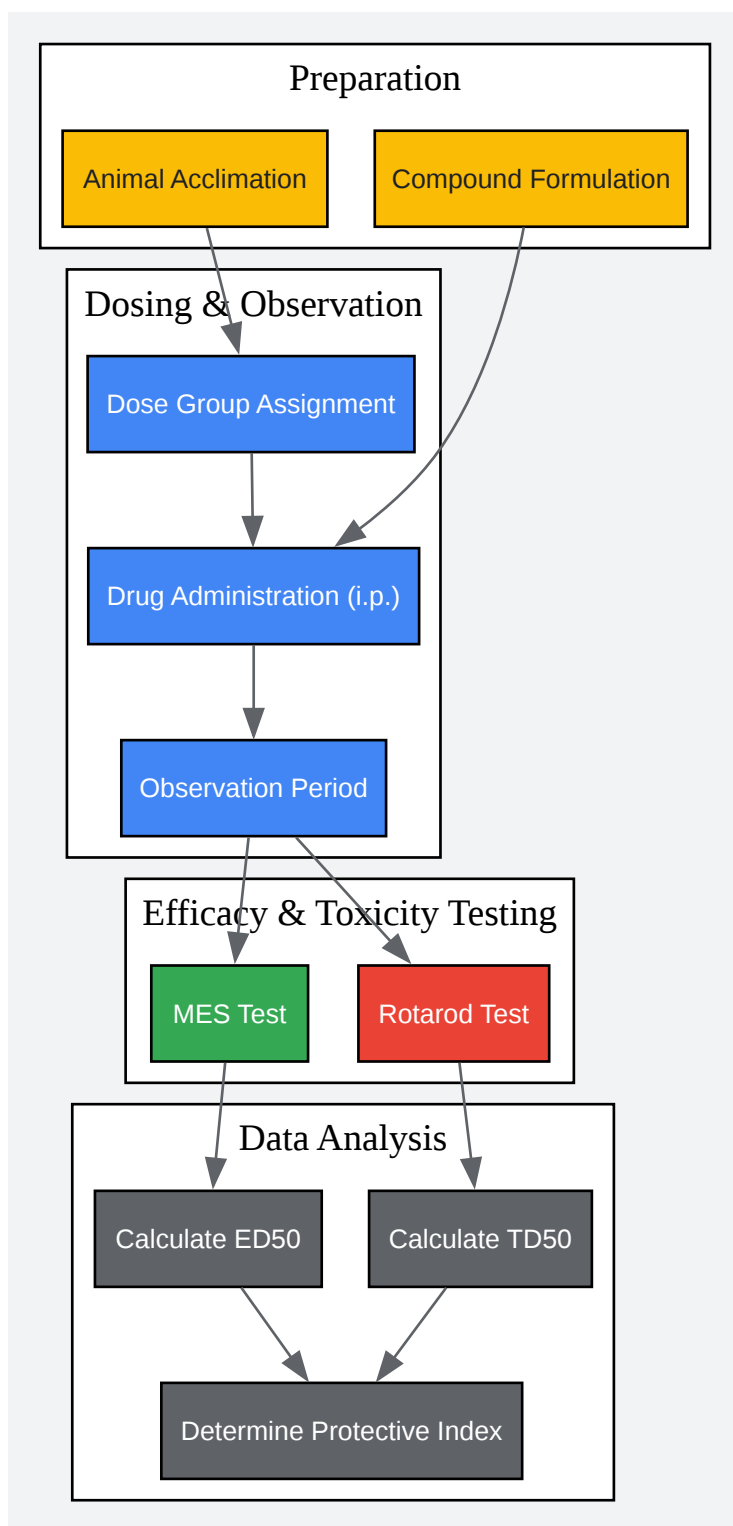 Preparation
Animal Acclimation
Compound Formulation
Dosing & Observation
Dose Group Assignment
Drug Administration (i.p.)
Observation Period
Efficacy & Toxicity Testing
MES Test
Rotarod Test
Data Analysis
Calculate ED50
Calculate TD50
Determine Protective Index